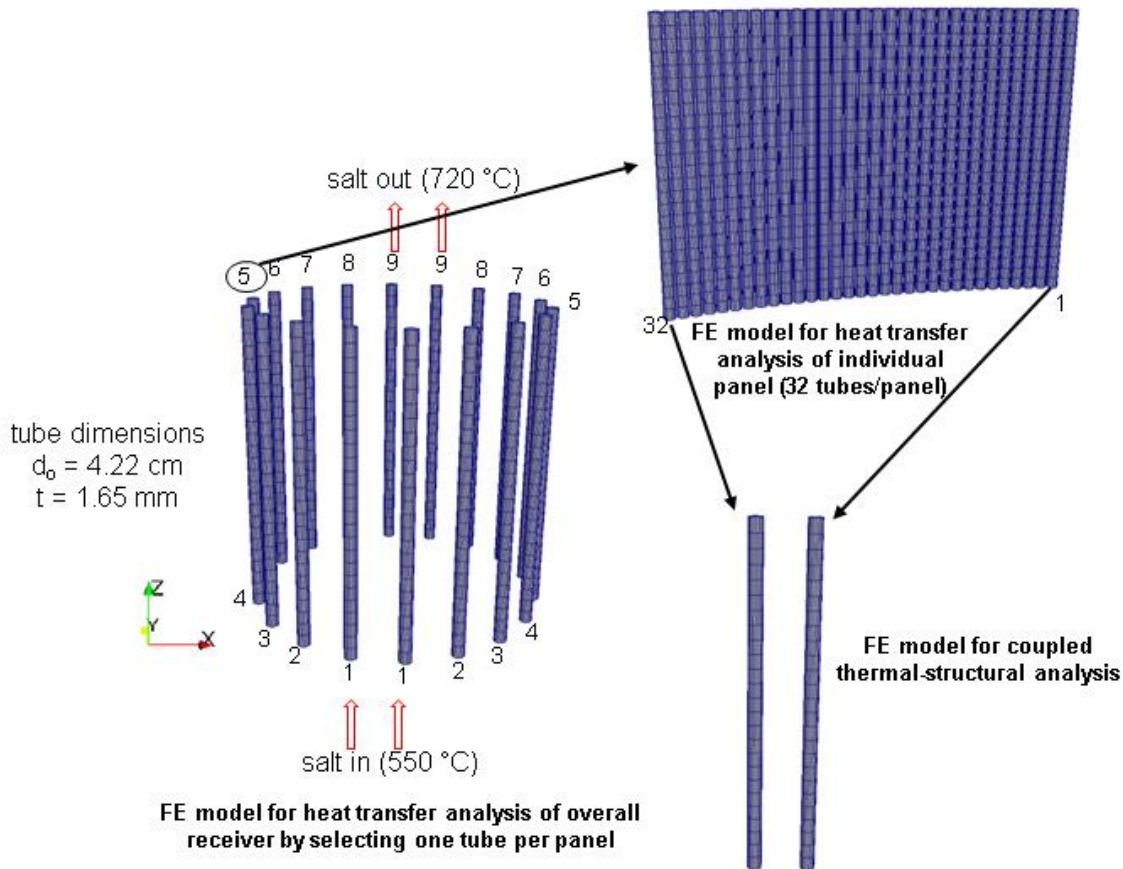 salt out (720 °C)
5
6
7
8
9
9
8
7
6
5
tube dimensions
dₒ = 4.22 cm
t = 1.65 mm
Z
Y
X
4
3
2
1
1
2
3
4
salt in (550 °C)
FE model for heat transfer analysis of overall
receiver by selecting one tube per panel
32
1
FE model for heat transfer
analysis of individual
panel (32 tubes/panel)
FE model for coupled
thermal-structural analysis